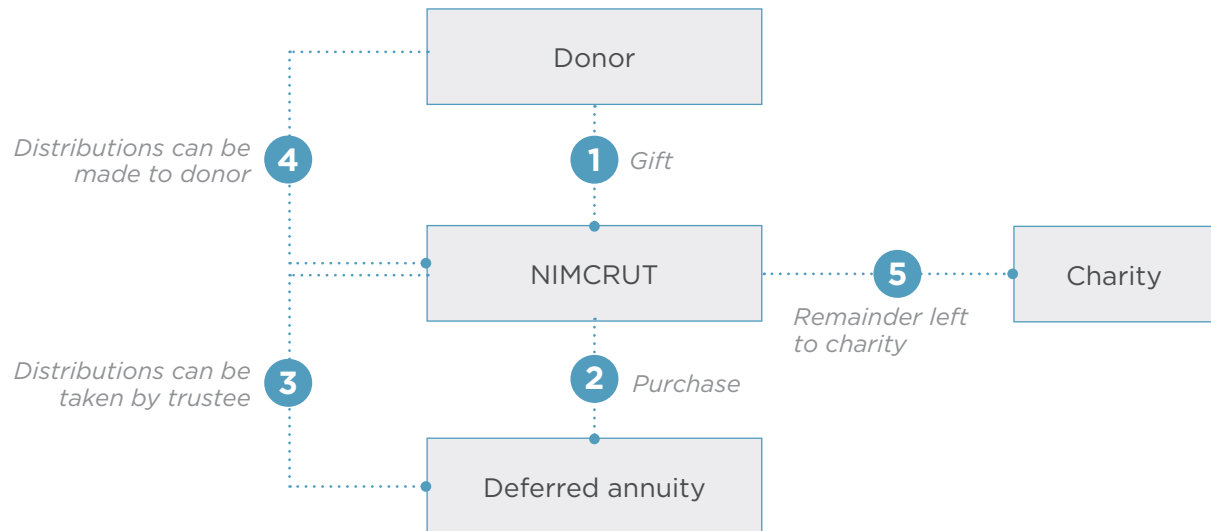 Donor
Distributions can be
made to donor
4
1
Gift
NIMCRUT
5
Charity
Remainder left
to charity
Distributions can be
taken by trustee
3
2
Purchase
Deferred annuity